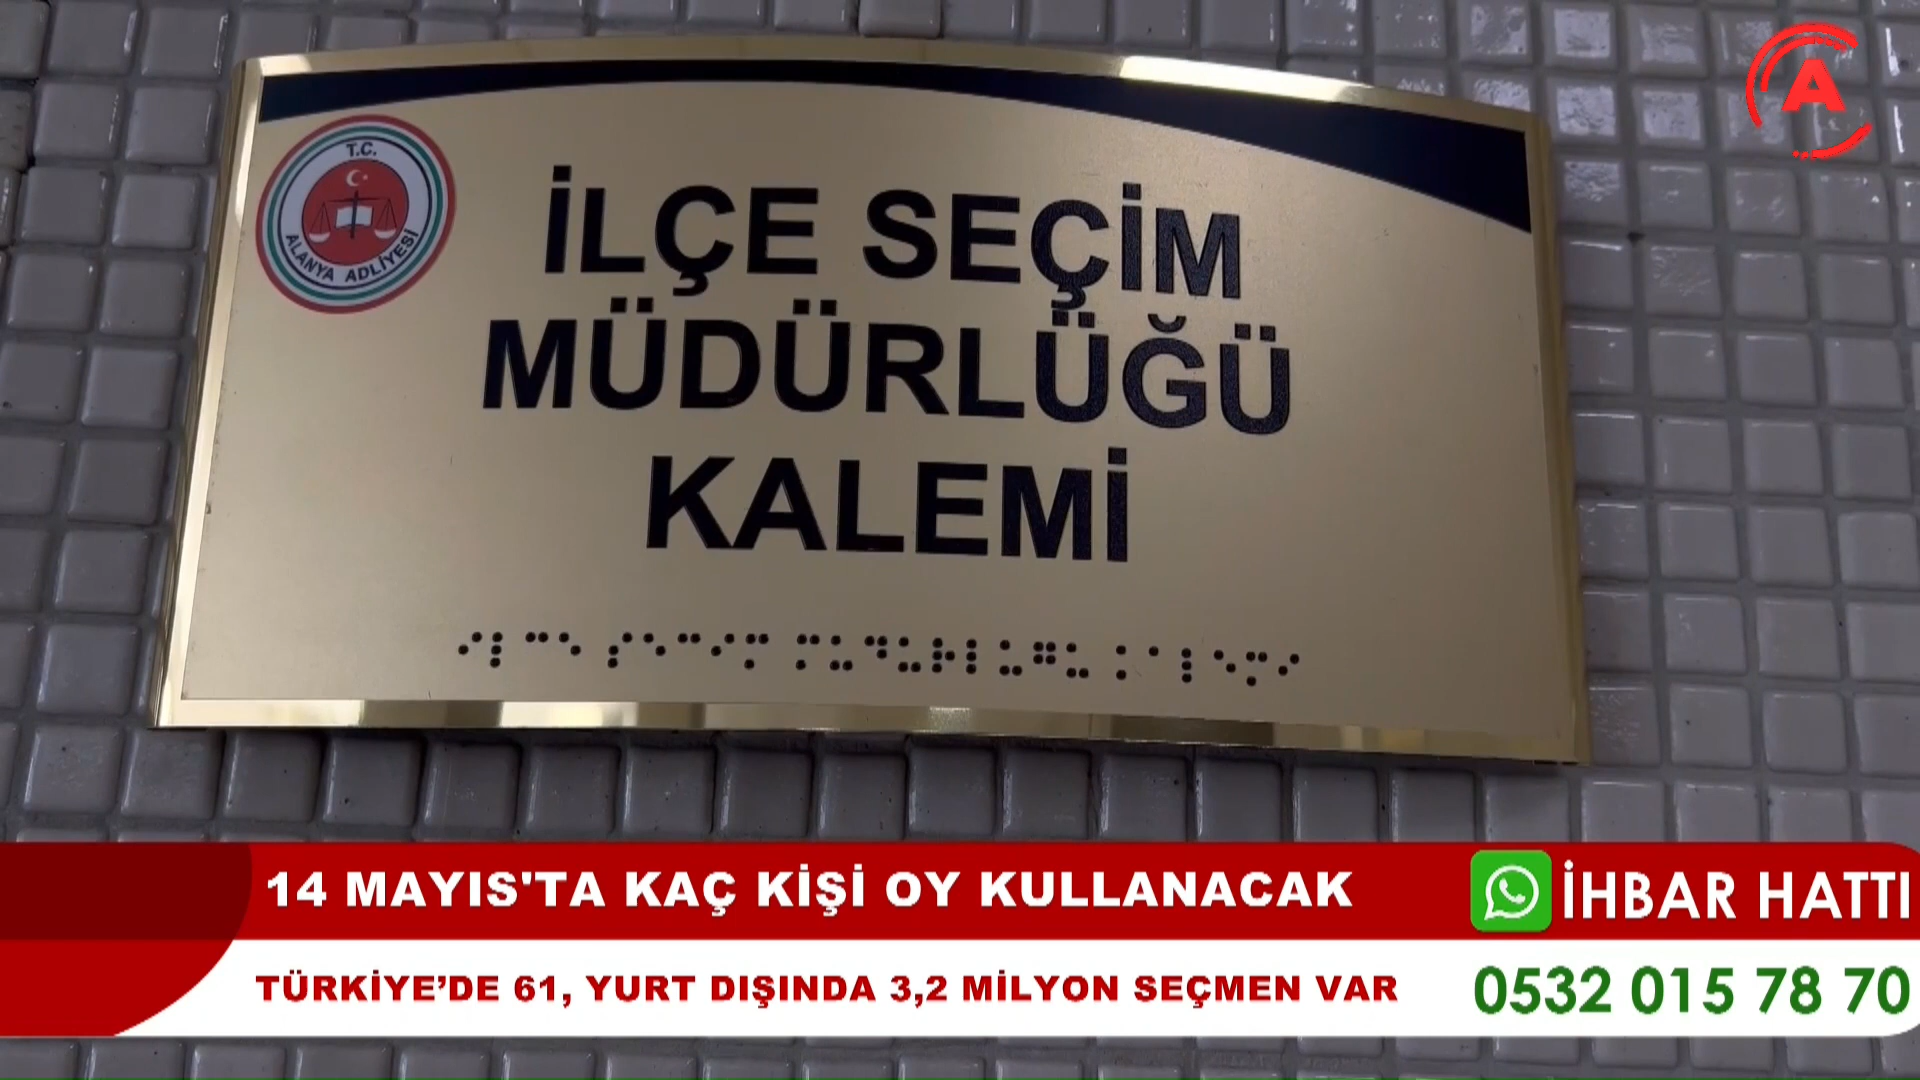 A
T.C.
ALANYA ADLİYESİ
İLÇE SEÇİM
MÜDÜRLÜĞÜ
KALEMİ
14 MAYIS'TA KAÇ KİŞİ OY KULLANACAK
İHBAR HATTI
TÜRKİYE’DE 61, YURT DIŞINDA 3,2 MİLYON SEÇMEN VAR
0532 015 78 70